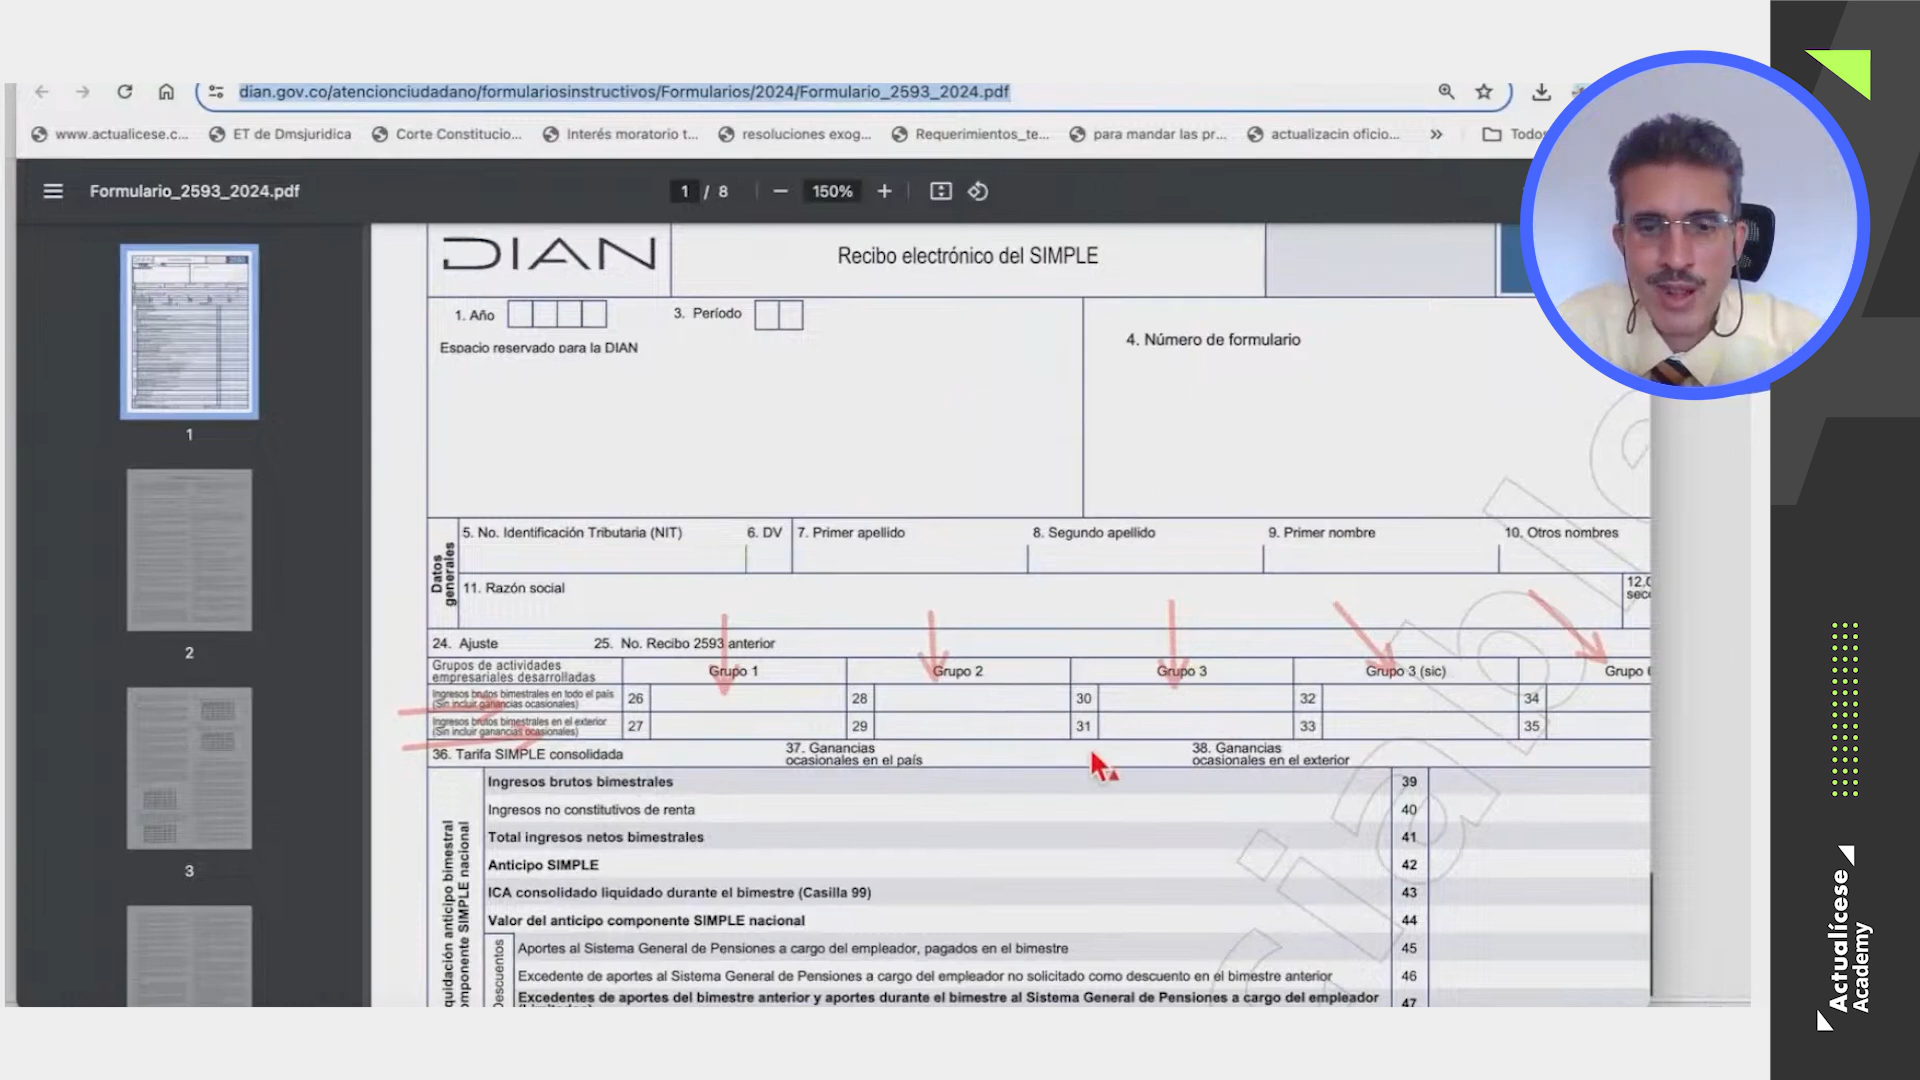 dian.gov.co/atencionciudadano/formulariosinstructivos/Formularios/2024/Formulario_2593_2024.pdf
www.actualicese.c... ET de Dmsjuridica Corte Constitucio... Interés moratorio t... resoluciones exog... Requerimientos_te... para mandar las pr... actualizacin oficio... » Todos
Formulario_2593_2024.pdf 1 / 8 — 150% +
DIAN
Recibo electrónico del SIMPLE
1. Año
3. Período
Espacio reservado para la DIAN
4. Número de formulario
Datos generales
5. No. Identificación Tributaria (NIT) 6. DV 7. Primer apellido 8. Segundo apellido 9. Primer nombre 10. Otros nombres
11. Razón social
24. Ajuste 25. No. Recibo 2593 anterior
Grupos de actividades
empresariales desarrolladas
Grupo 1 Grupo 2 Grupo 3 Grupo 3 (sic) Grupo
Ingresos brutos bimestrales en todo el país
(Sin incluir ganancias ocasionales)
26 28 30 32 34
Ingresos brutos bimestrales en el exterior
(Sin incluir ganancias ocasionales)
27 29 31 33 35
36. Tarifa SIMPLE consolidada
37. Ganancias
ocasionales en el país
38. Ganancias
ocasionales en el exterior
Ingresos brutos bimestrales 39
Ingresos no constitutivos de renta 40
Total ingresos netos bimestrales 41
Anticipo SIMPLE 42
ICA consolidado liquidado durante el bimestre (Casilla 99) 43
Valor del anticipo componente SIMPLE nacional 44
Aportes al Sistema General de Pensiones a cargo del empleador, pagados en el bimestre 45
Excedente de aportes al Sistema General de Pensiones a cargo del empleador no solicitado como descuento en el bimestre anterior 46
Excedentes de aportes del bimestre anterior y aportes durante el bimestre al Sistema General de Pensiones a cargo del empleador 47
quidación anticipo bimestral
omponente SIMPLE nacional
1
2
3
Actualícese
Academy